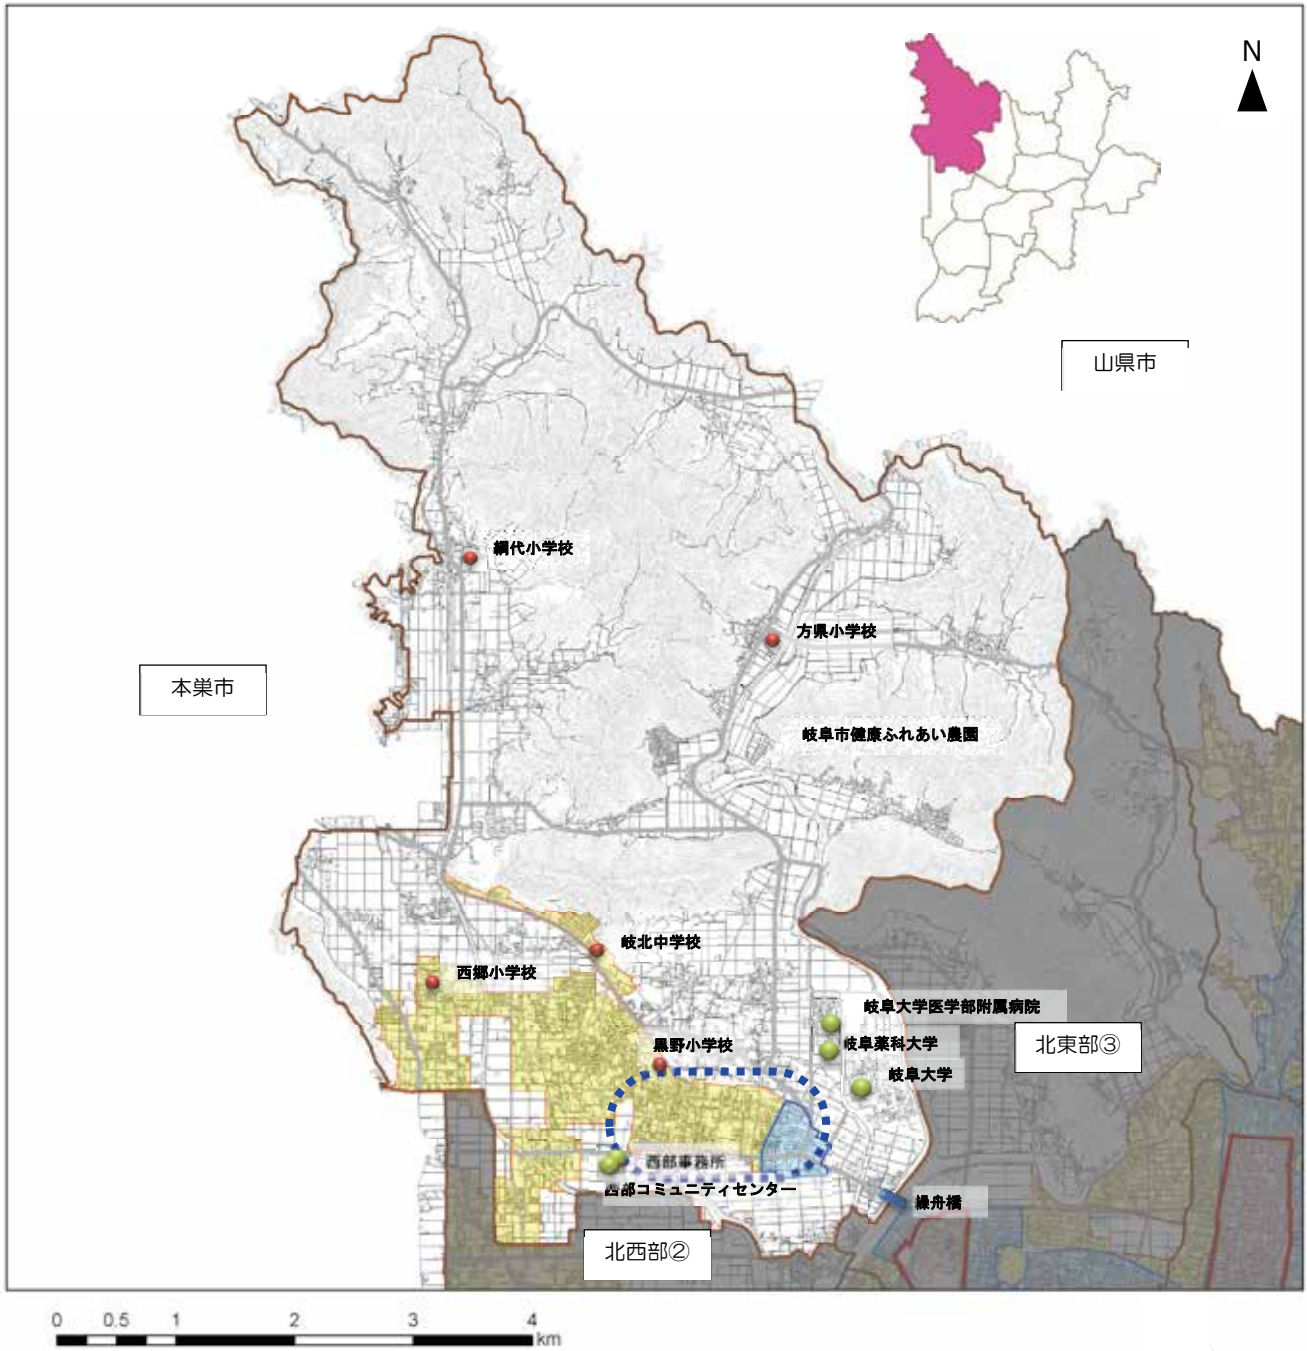 N
山県市
網代小学校
方県小学校
本巣市
岐阜市健康ふれあい農園
岐北中学校
西郷小学校
岐阜大学医学部附属病院
黒野小学校
岐阜薬科大学
北東部③
岐阜大学
西部事務所
西部コミュニティセンター
繰舟橋
北西部②
0 0.5 1 2 3 4
km